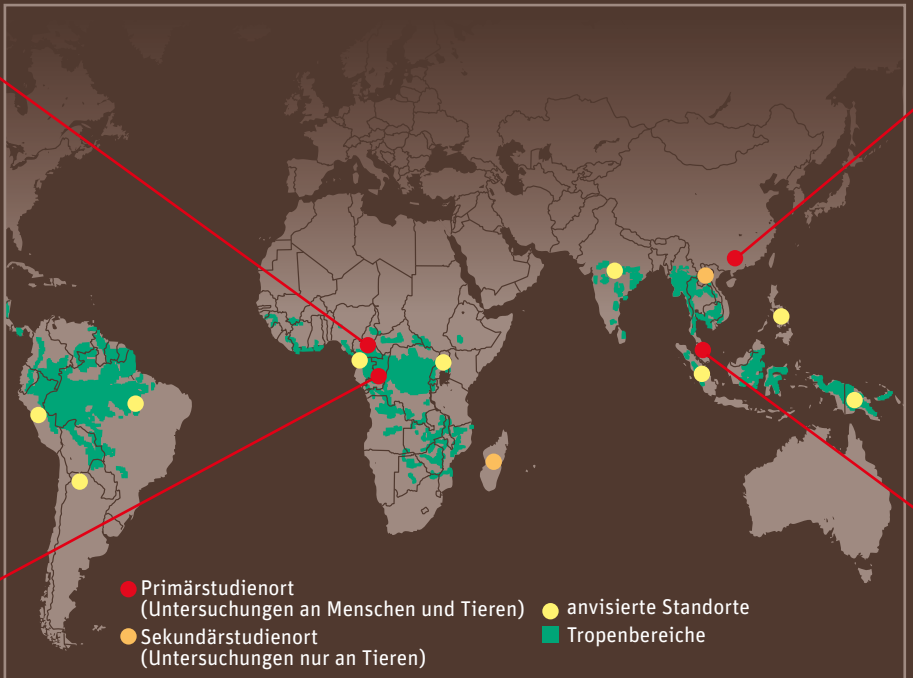 Primärstudienort
(Untersuchungen an Menschen und Tieren)
Sekundärstudienort
(Untersuchungen nur an Tieren)
anvisierte Standorte
Tropenbereiche